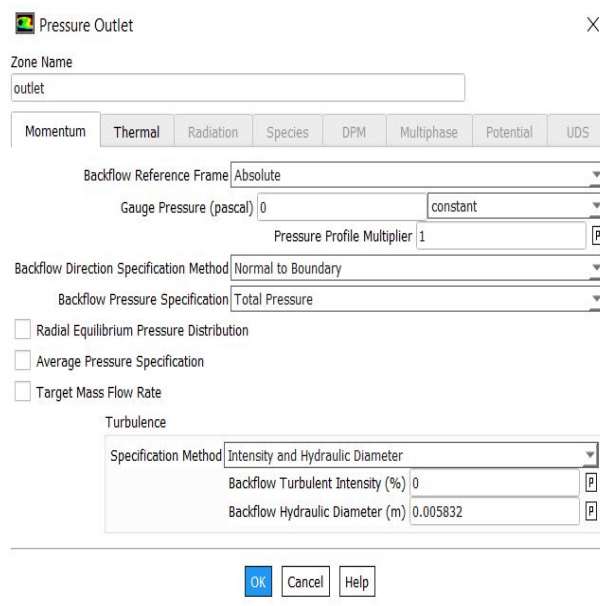 Pressure Outlet X
Zone Name
outlet
Momentum Thermal Radiation Species DPM Multiphase Potential UDS
Backflow Reference Frame Absolute
Gauge Pressure (pascal) 0 constant
Pressure Profile Multiplier 1 P
Backflow Direction Specification Method Normal to Boundary
Backflow Pressure Specification Total Pressure
Radial Equilibrium Pressure Distribution
Average Pressure Specification
Target Mass Flow Rate
Turbulence
Specification Method Intensity and Hydraulic Diameter
Backflow Turbulent Intensity (%) 0 P
Backflow Hydraulic Diameter (m) 0.005832 P
OK Cancel Help